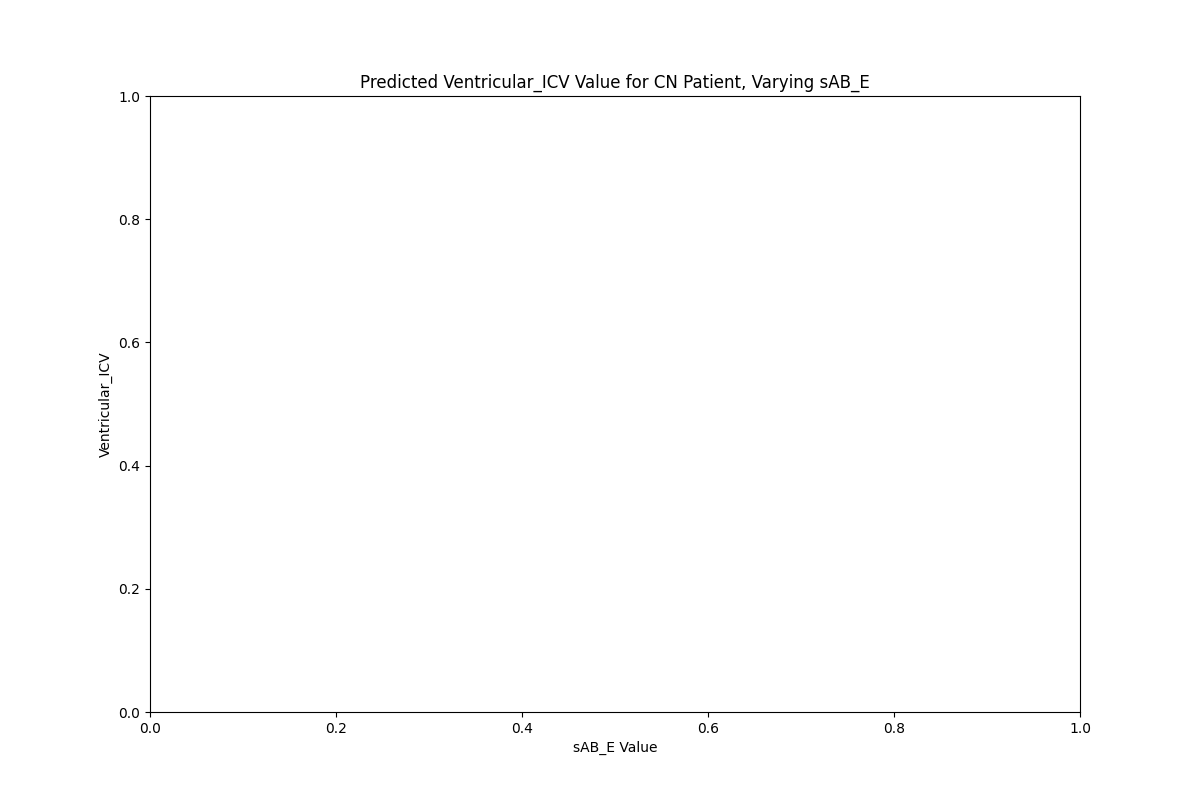 Predicted Ventricular_ICV Value for CN Patient, Varying sAB_E
1.0
0.8
0.6
0.4
0.2
0.0
Ventricular_ICV
0.0 0.2 0.4 0.6 0.8 1.0
sAB_E Value